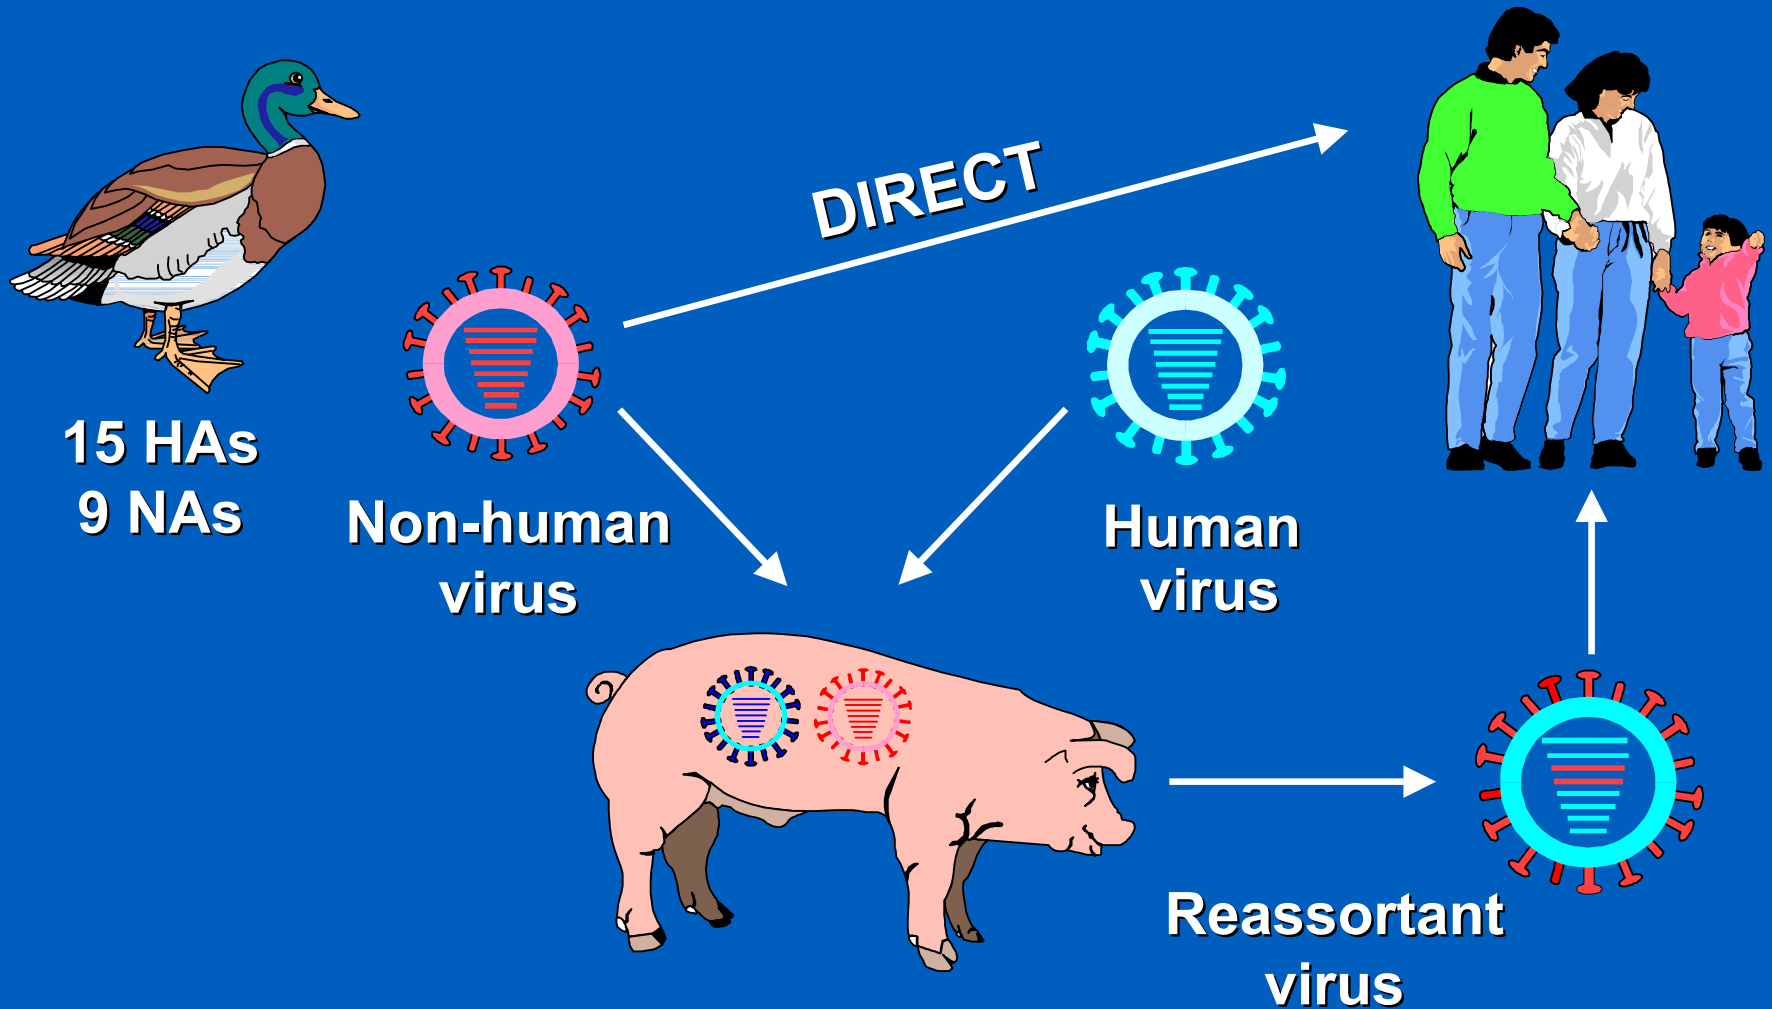 DIRECT
15 HAs
9 NAs
Non-human
virus
Human
virus
Reassortant
virus